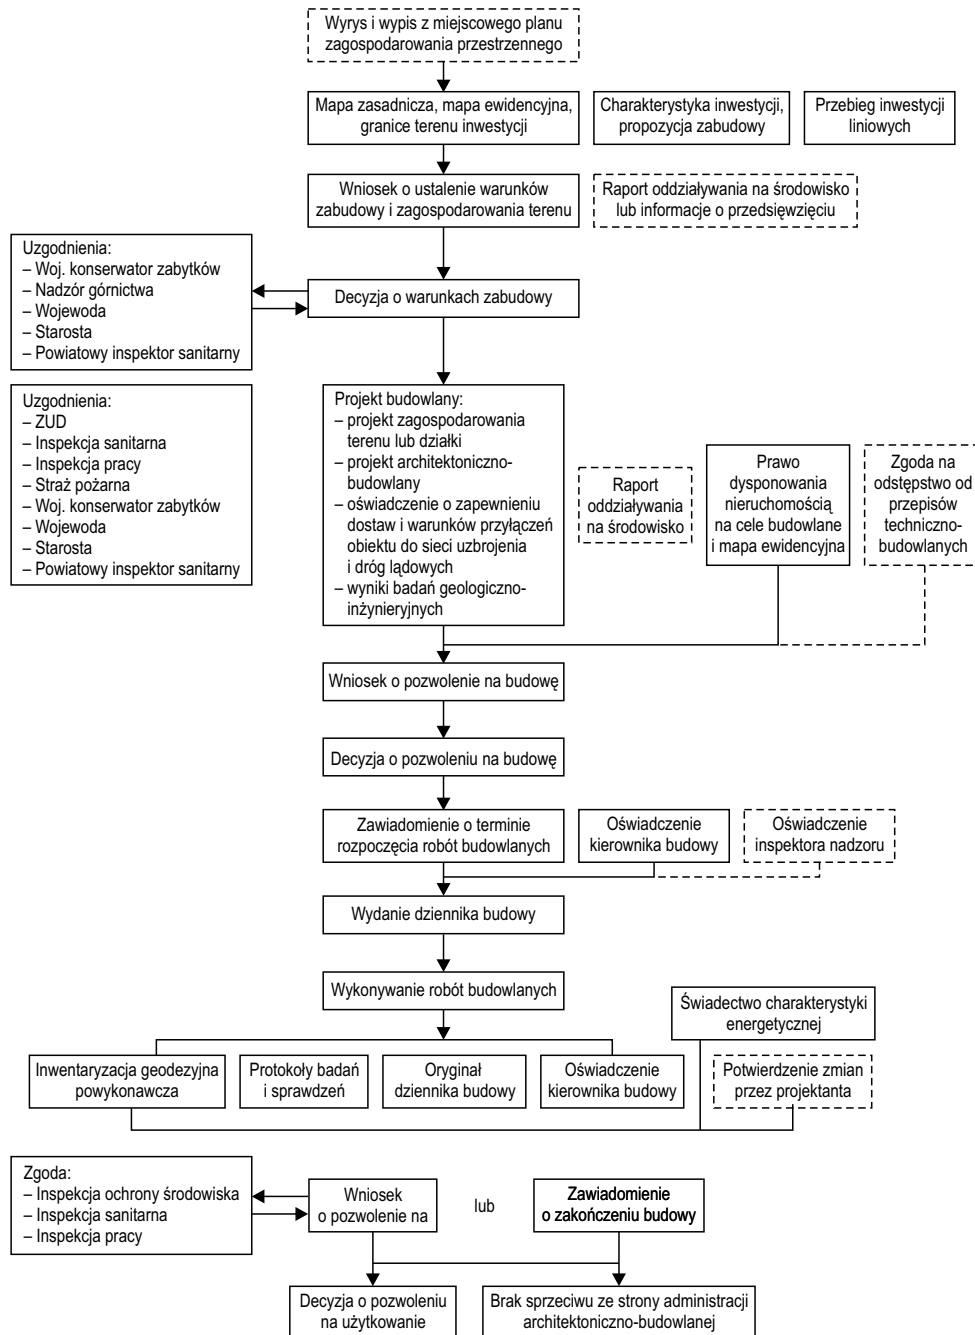 Wyrys i wypis z miejscowego planu
zagospodarowania przestrzennego
Mapa zasadnicza, mapa ewidencyjna,
granice terenu inwestycji
Charakterystyka inwestycji,
propozycja zabudowy
Przebieg inwestycji
liniowych
Wniosek o ustalenie warunków
zabudowy i zagospodarowania terenu
Raport oddziaływania na środowisko
lub informacje o przedsięwzięciu
Uzgodnienia:
– Woj. konserwator zabytków
– Nadzór górnictwa
– Wojewoda
– Starosta
– Powiatowy inspektor sanitarny
Decyzja o warunkach zabudowy
Uzgodnienia:
– ZUD
– Inspekcja sanitarna
– Inspekcja pracy
– Straż pożarna
– Woj. konserwator zabytków
– Wojewoda
– Starosta
– Powiatowy inspektor sanitarny
Projekt budowlany:
– projekt zagospodarowania
terenu lub działki
– projekt architektoniczno-
budowlany
– oświadczenie o zapewnieniu
dostaw i warunków przyłączeń
obiektu do sieci uzbrojenia
i dróg lądowych
– wyniki badań geologiczno-
inżynieryjnych
Raport
oddziaływania
na środowisko
Prawo
dysponowania
nieruchomością
na cele budowlane
i mapa ewidencyjna
Zgoda na
odstępstwo od
przepisów
techniczno-
budowlanych
Wniosek o pozwolenie na budowę
Decyzja o pozwoleniu na budowę
Zawiadomienie o terminie
rozpoczęcia robót budowlanych
Oświadczenie
kierownika budowy
Oświadczenie
inspektora nadzoru
Wydanie dziennika budowy
Wykonywanie robót budowlanych
Świadectwo charakterystyki
energetycznej
Inwentaryzacja geodezyjna
powykonawcza
Protokoły badań
i sprawdzeń
Oryginał
dziennika budowy
Oświadczenie
kierownika budowy
Potwierdzenie zmian
przez projektanta
Zgoda:
– Inspekcja ochrony środowiska
– Inspekcja sanitarna
– Inspekcja pracy
Wniosek
o pozwolenie na
lub
Zawiadomienie
o zakończeniu budowy
Decyzja o pozwoleniu
na użytkowanie
Brak sprzeciwu ze strony administracji
architektoniczno-budowlanej